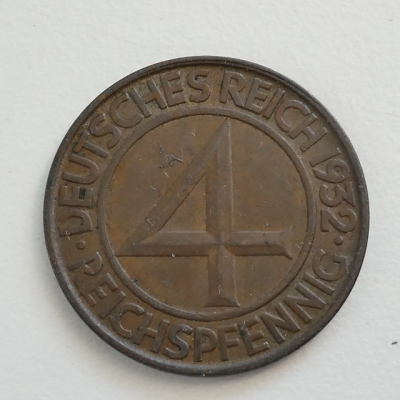 DEUTSCHES REICH 1932
4
REICHSPFENNIG